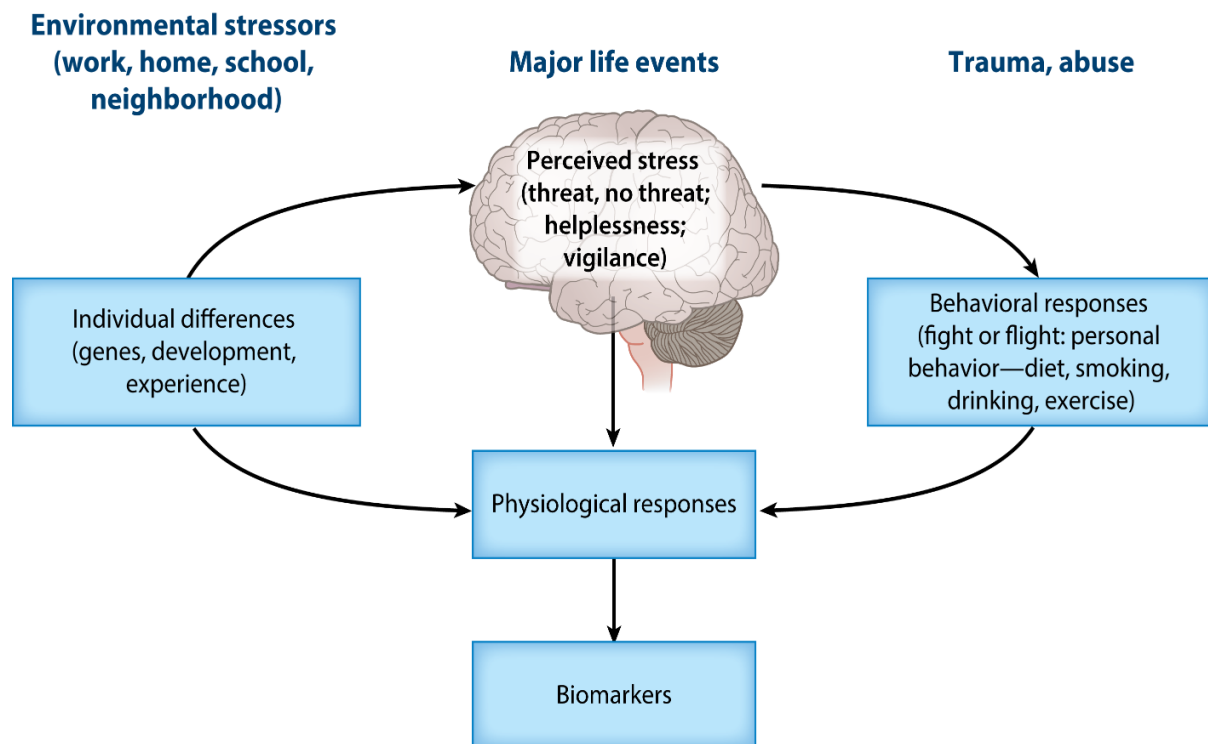 Environmental stressors
(work, home, school,
neighborhood)
Major life events
Trauma, abuse
Perceived stress
(threat, no threat;
helplessness;
vigilance)
Individual differences
(genes, development,
experience)
Behavioral responses
(fight or flight: personal
behavior—diet, smoking,
drinking, exercise)
Physiological responses
Biomarkers